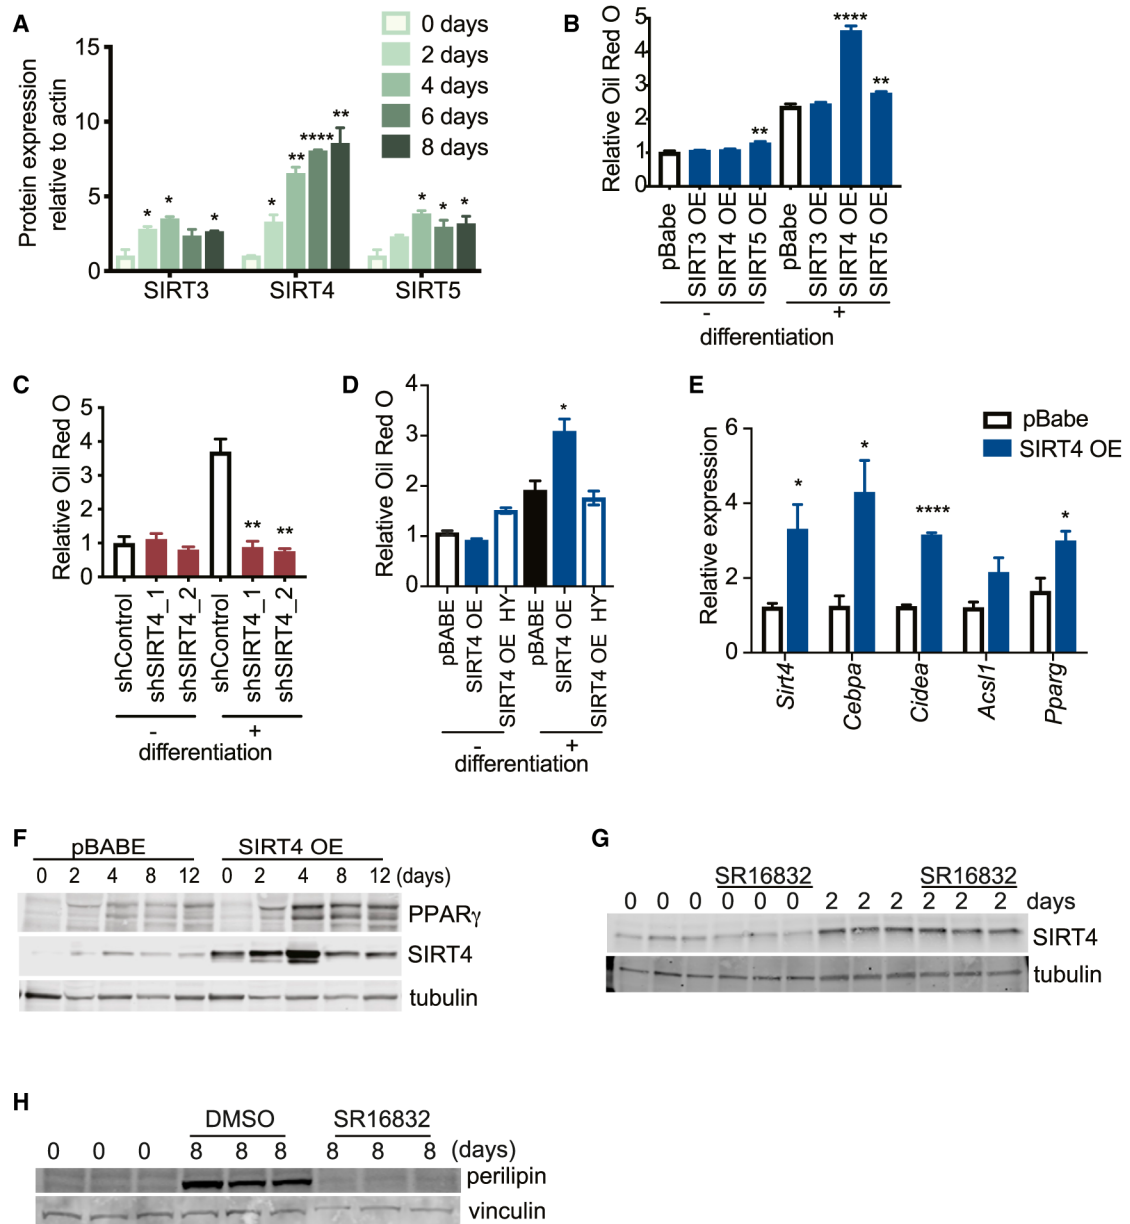 A
Protein expression
relative to actin
15
10
5
0
0 days
2 days
4 days
6 days
8 days
* * *
* ** **** **
* * *
SIRT3 SIRT4 SIRT5
B
Relative Oil Red O
5
4
3
2
1
0
** **** **
pBabe
SIRT3 OE
SIRT4 OE
SIRT5 OE
pBabe
SIRT3 OE
SIRT4 OE
SIRT5 OE
- +
differentiation
C
Relative Oil Red O
5
4
3
2
1
0
** **
shControl
shSIRT4_1
shSIRT4_2
shControl
shSIRT4_1
shSIRT4_2
- +
differentiation
D
Relative Oil Red O
4
3
2
1
0
*
pBABE
SIRT4 OE
SIRT4 OE HY
pBABE
SIRT4 OE
SIRT4 OE HY
- +
differentiation
E
Relative expression
6
4
2
0
pBabe
SIRT4 OE
* * **** *
Sirt4
Cebpa
Cidea
Acsl1
Pparg
F
pBABE SIRT4 OE
0 2 4 8 12 0 2 4 8 12 (days)
PPARγ
SIRT4
tubulin
G
SR16832 SR16832
0 0 0 0 0 0 2 2 2 2 2 2 days
SIRT4
tubulin
H
DMSO SR16832
0 0 0 8 8 8 8 8 8 (days)
perilipin
vinculin